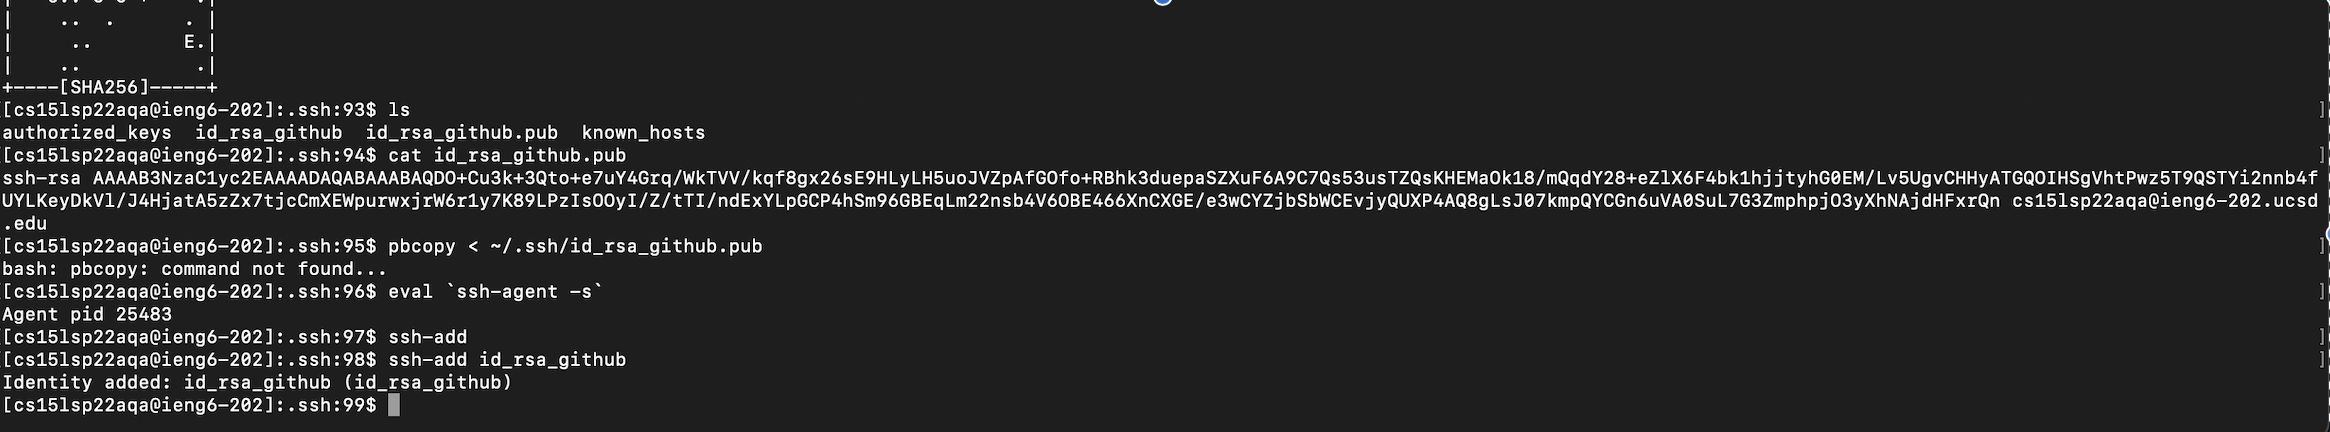 |    ..  .      . |
|     ..        E.|
|    ..          .|
+----[SHA256]-----+
[cs15lsp22aqa@ieng6-202]:.ssh:93$ ls
authorized_keys  id_rsa_github  id_rsa_github.pub  known_hosts
[cs15lsp22aqa@ieng6-202]:.ssh:94$ cat id_rsa_github.pub
ssh-rsa AAAAB3NzaC1yc2EAAAADAQABAAABAQDO+Cu3k+3Qto+e7uY4Grq/WkTVV/kqf8gx26sE9HLyLH5uoJVZpAfGOfo+RBhk3duepaSZXuF6A9C7Qs53usTZQsKHEMaOk18/mQqdY28+eZlX6F4bk1hjjtyhG0EM/Lv5UgvCHHyATGQOIHSgVhtPwz5T9QSTYi2nnb4f
UYLKeyDkVl/J4HjatA5zZx7tjcCmXEWpurwxjrW6r1y7K89LPzIsOOyI/Z/tTI/ndExYLpGCP4hSm96GBEqLm22nsb4V6OBE466XnCXGE/e3wCYZjbSbWCEvjyQUXP4AQ8gLsJ07kmpQYCGn6uVA0SuL7G3ZmphpjO3yXhNAjdHFxrQn cs15lsp22aqa@ieng6-202.ucsd
.edu
[cs15lsp22aqa@ieng6-202]:.ssh:95$ pbcopy < ~/.ssh/id_rsa_github.pub
bash: pbcopy: command not found...
[cs15lsp22aqa@ieng6-202]:.ssh:96$ eval `ssh-agent -s`
Agent pid 25483
[cs15lsp22aqa@ieng6-202]:.ssh:97$ ssh-add
[cs15lsp22aqa@ieng6-202]:.ssh:98$ ssh-add id_rsa_github
Identity added: id_rsa_github (id_rsa_github)
[cs15lsp22aqa@ieng6-202]:.ssh:99$